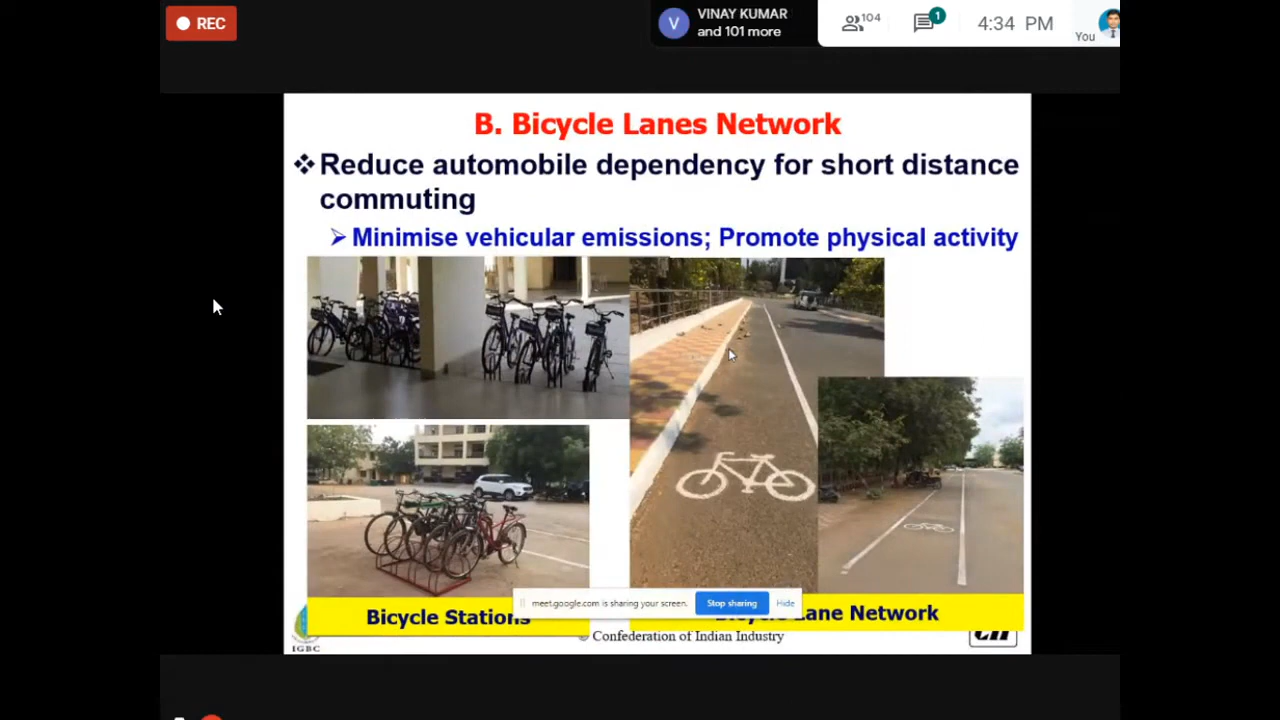 REC
VINAY KUMAR
and 101 more
V
104
1
4:34 PM
You
B. Bicycle Lanes Network
❖ Reduce automobile dependency for short distance
commuting
➢ Minimise vehicular emissions; Promote physical activity
meet.google.com is sharing your screen.
Stop sharing
Hide
Bicycle Stations
Lane Network
© Confederation of Indian Industry
IGBC